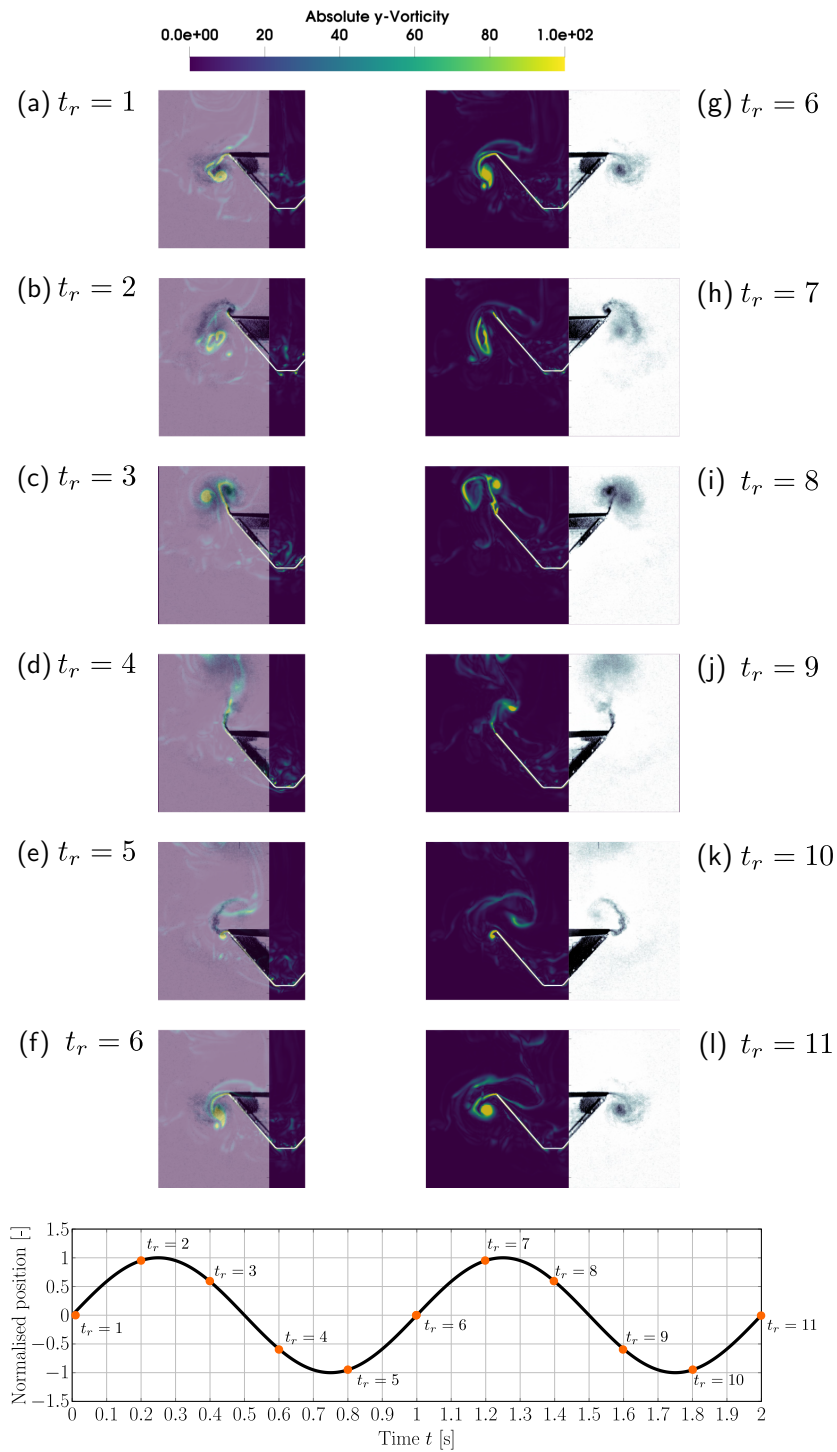 Absolute y-Vorticity
0.0e+00 20 40 60 80 1.0e+02
(a) t_r = 1
(g) t_r = 6
(b) t_r = 2
(h) t_r = 7
(c) t_r = 3
(i) t_r = 8
(d) t_r = 4
(j) t_r = 9
(e) t_r = 5
(k) t_r = 10
(f) t_r = 6
(l) t_r = 11
Normalised position [-]
1.5
1
0.5
0
−0.5
−1
−1.5
t_r = 1
t_r = 2
t_r = 3
t_r = 4
t_r = 5
t_r = 6
t_r = 7
t_r = 8
t_r = 9
t_r = 10
t_r = 11
0 0.1 0.2 0.3 0.4 0.5 0.6 0.7 0.8 0.9 1 1.1 1.2 1.3 1.4 1.5 1.6 1.7 1.8 1.9 2
Time t [s]